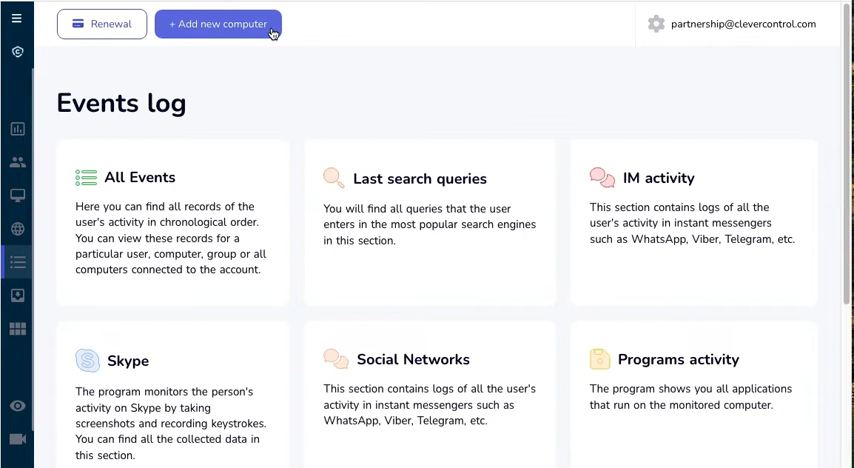 Renewal
+ Add new computer
partnership@clevercontrol.com
Events log
All Events
Here you can find all records of the
user's activity in chronological order.
You can view these records for a
particular user, computer, group or all
computers connected to the account.
Last search queries
You will find all queries that the user
enters in the most popular search engines
in this section.
IM activity
This section contains logs of all the
user's activity in instant messengers
such as WhatsApp, Viber, Telegram, etc.
Skype
The program monitors the person's
activity on Skype by taking
screenshots and recording keystrokes.
You can find all the collected data in
this section.
Social Networks
This section contains logs of all the user's
activity in instant messengers such as
WhatsApp, Viber, Telegram, etc.
Programs activity
The program shows you all applications
that run on the monitored computer.